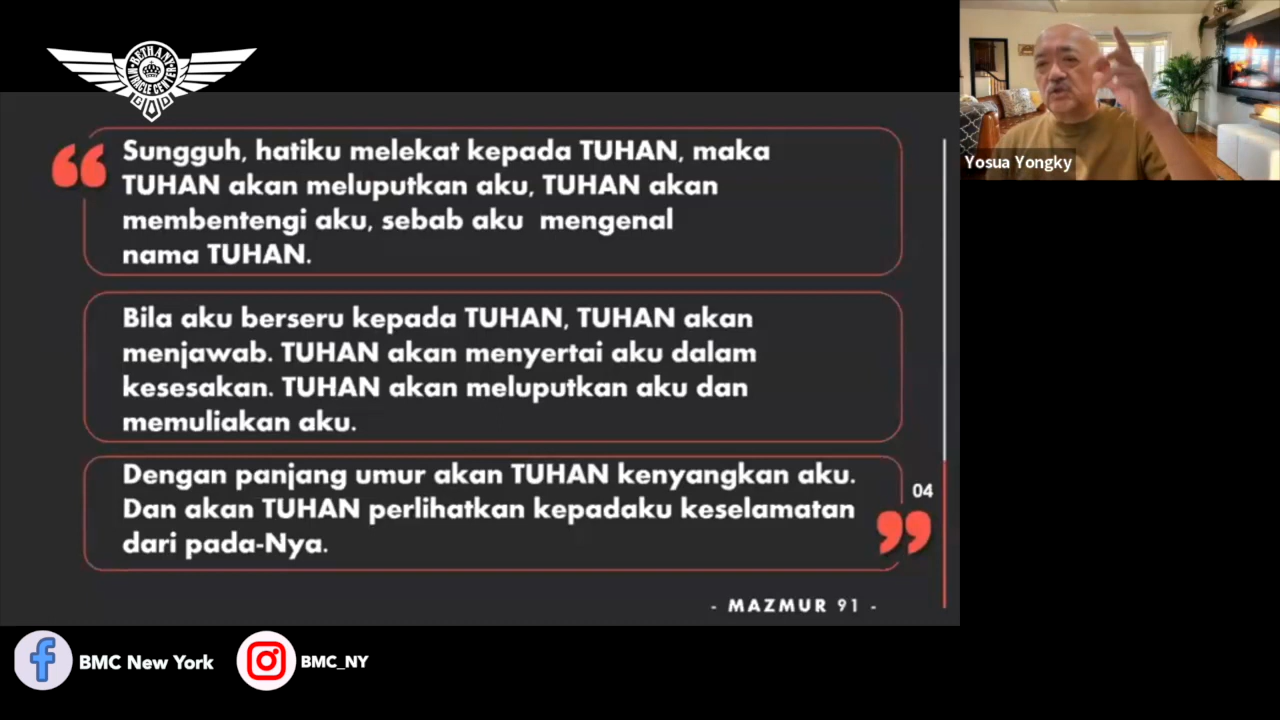 BETHANY
MIRACLE CENTER
Sungguh, hatiku melekat kepada TUHAN, maka
TUHAN akan meluputkan aku, TUHAN akan
membentengi aku, sebab aku mengenal
nama TUHAN.
Bila aku berseru kepada TUHAN, TUHAN akan
menjawab. TUHAN akan menyertai aku dalam
kesesakan. TUHAN akan meluputkan aku dan
memuliakan aku.
Dengan panjang umur akan TUHAN kenyangkan aku.
Dan akan TUHAN perlihatkan kepadaku keselamatan
dari pada-Nya.
04
- MAZMUR 91 -
Yosua Yongky
BMC New York
BMC_NY